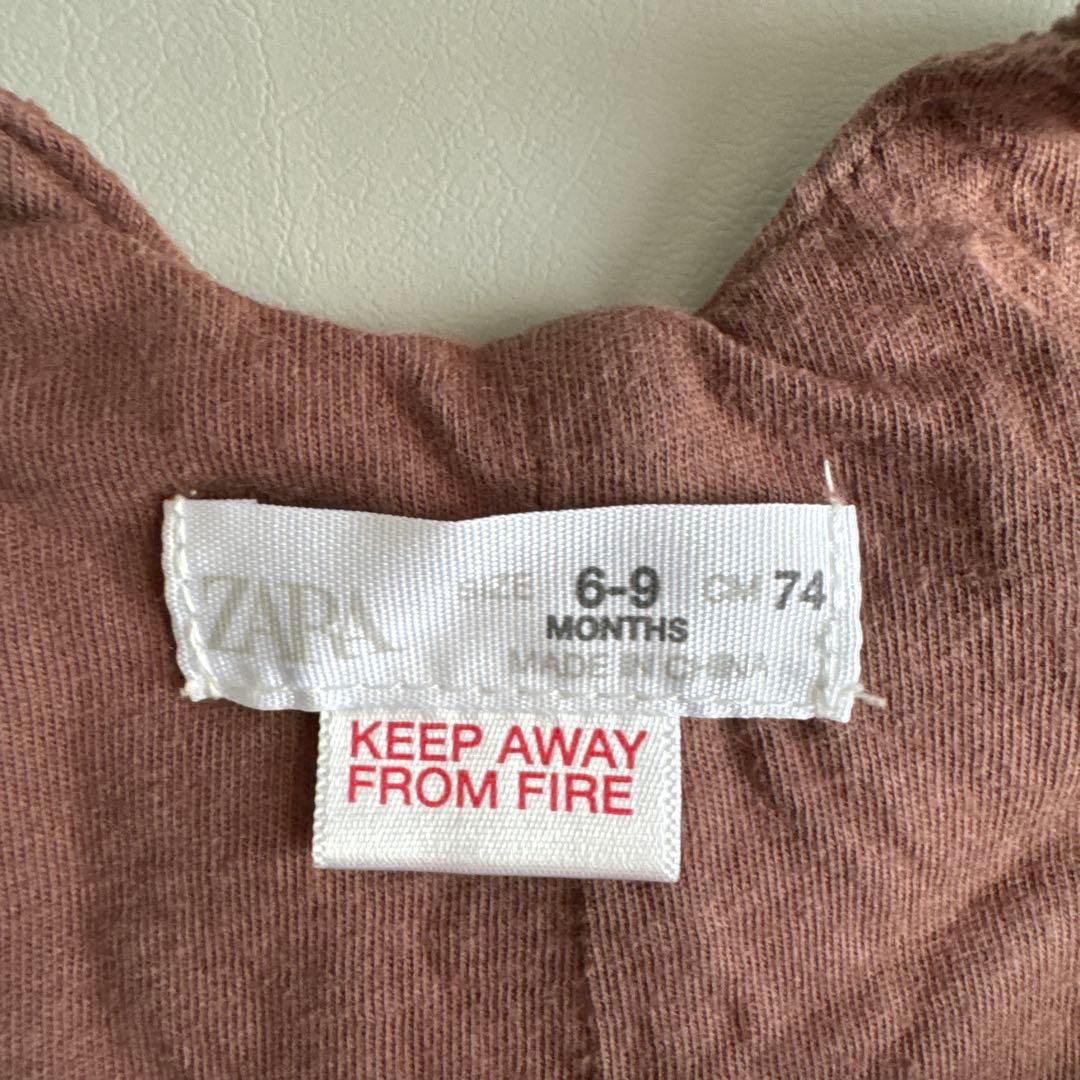 ZARA SIZE 6-9 CM 74
MONTHS
MADE IN CHINA
KEEP AWAY
FROM FIRE